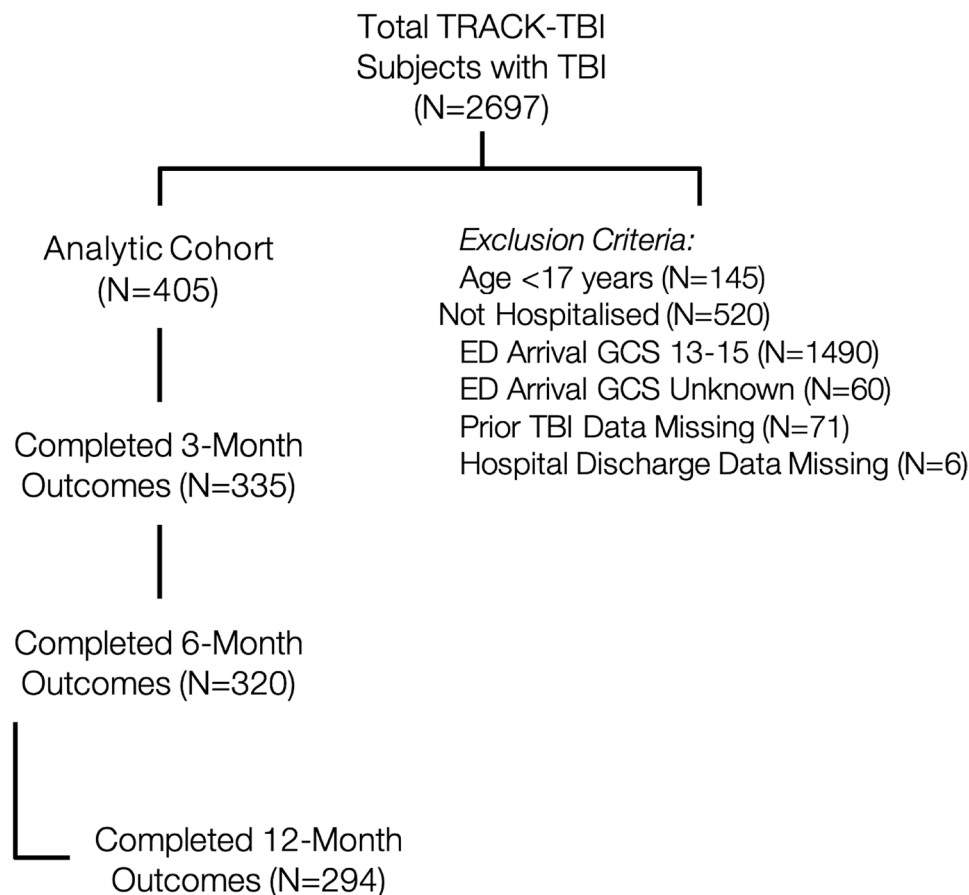 Total TRACK-TBI
Subjects with TBI
(N=2697)
Analytic Cohort
(N=405)
Exclusion Criteria:
Age <17 years (N=145)
Not Hospitalised (N=520)
ED Arrival GCS 13-15 (N=1490)
ED Arrival GCS Unknown (N=60)
Prior TBI Data Missing (N=71)
Hospital Discharge Data Missing (N=6)
Completed 3-Month
Outcomes (N=335)
Completed 6-Month
Outcomes (N=320)
Completed 12-Month
Outcomes (N=294)